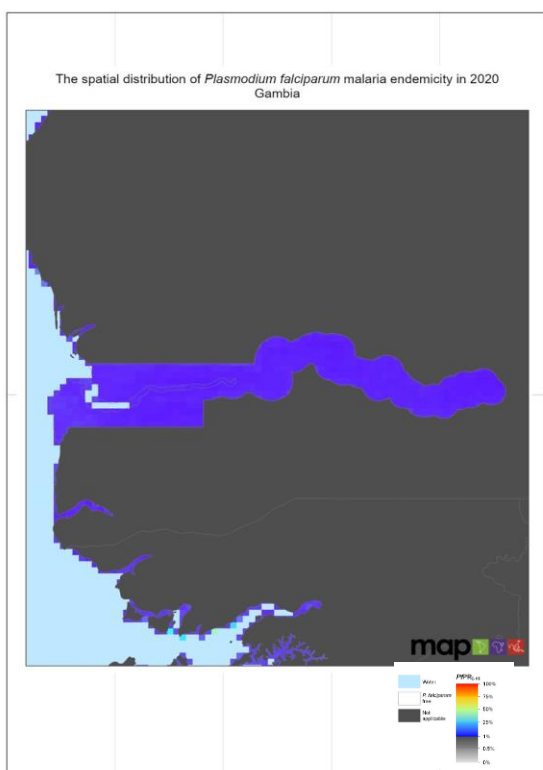 The spatial distribution of Plasmodium falciparum malaria endemicity in 2020
Gambia
map
Water
P. falciparum
free
Not
applicable
100%
75%
50%
25%
1%
0.5%
0%